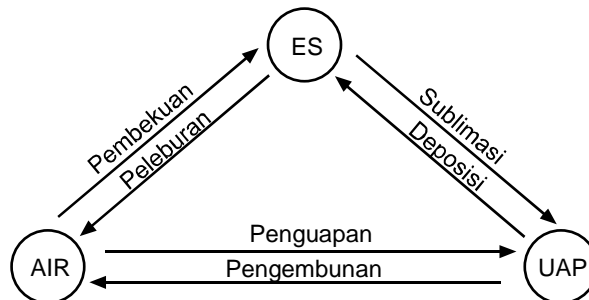 ES
Pembekuan
Peleburan
Sublimasi
Deposisi
Penguapan
AIR
Pengembunan
UAP